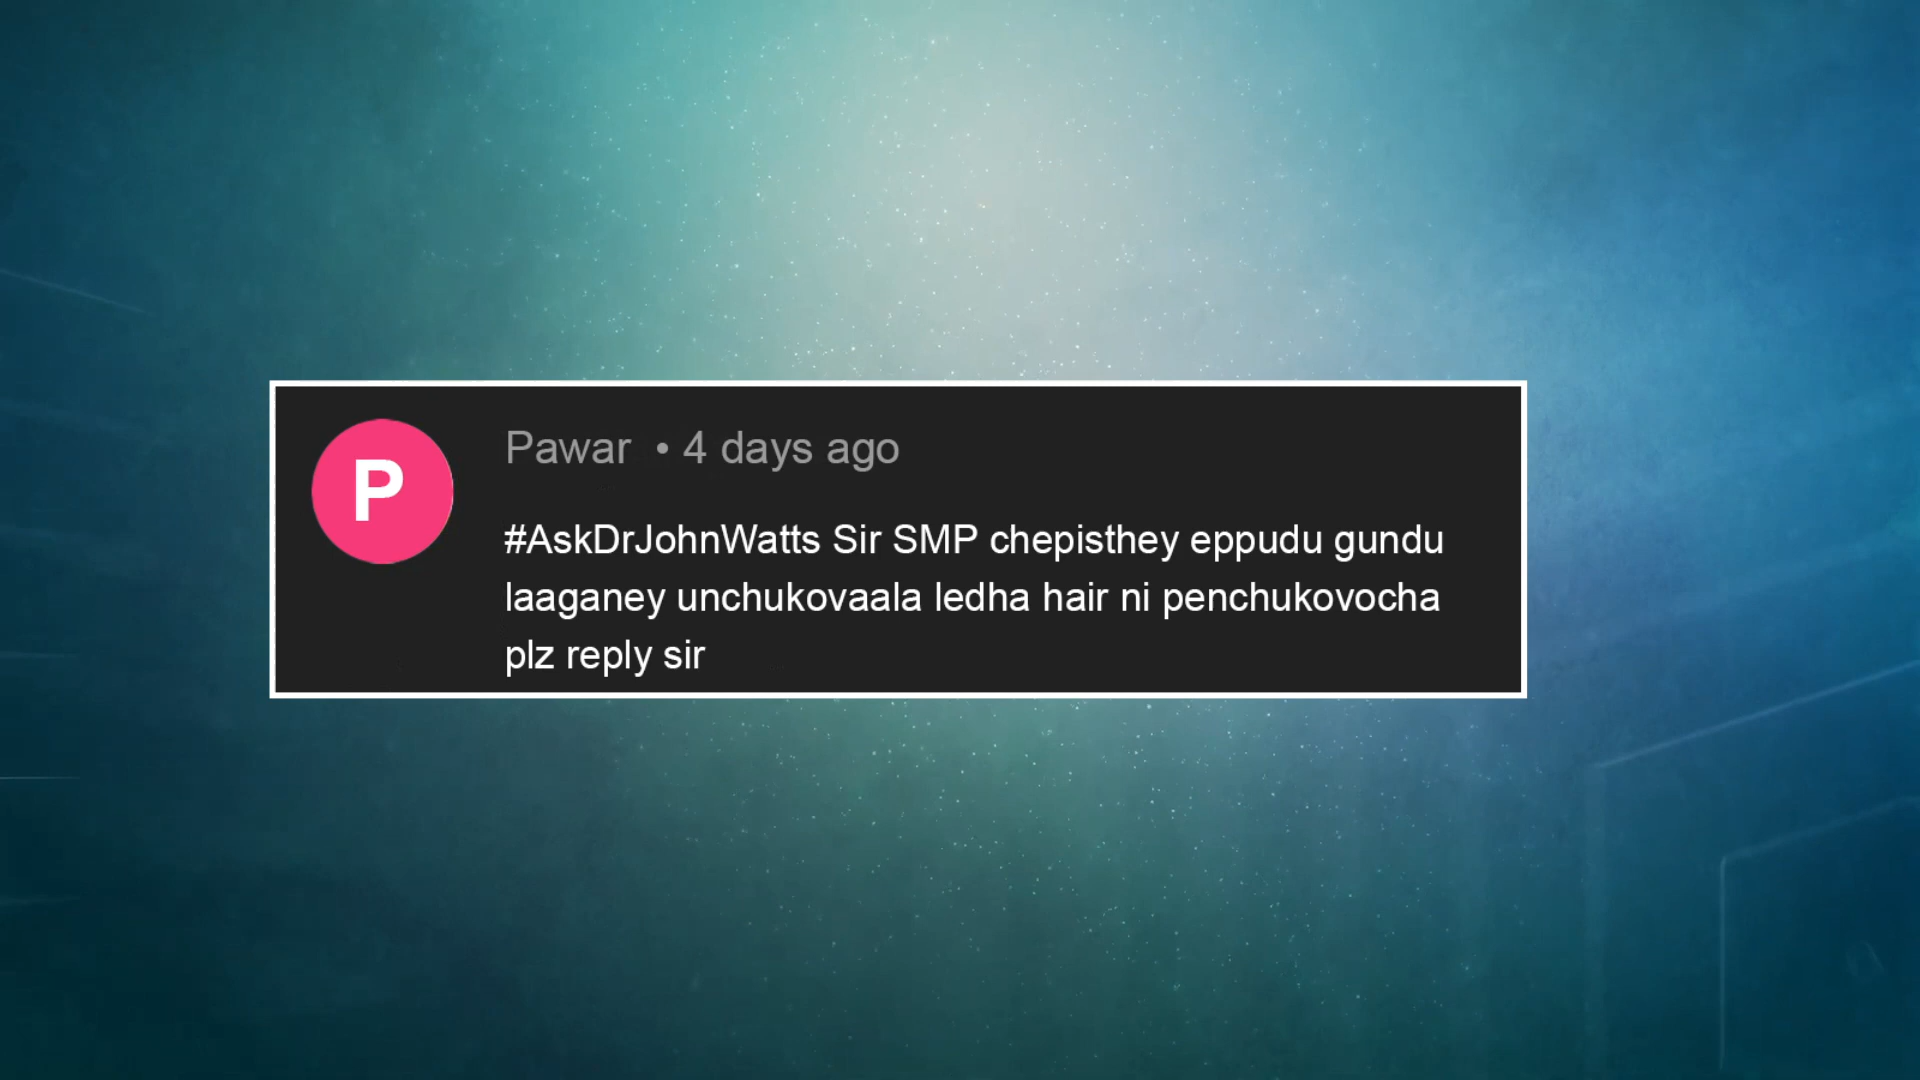 P
Pawar • 4 days ago
#AskDrJohnWatts Sir SMP chepisthey eppudu gundu
laaganey unchukovaala ledha hair ni penchukovocha
plz reply sir